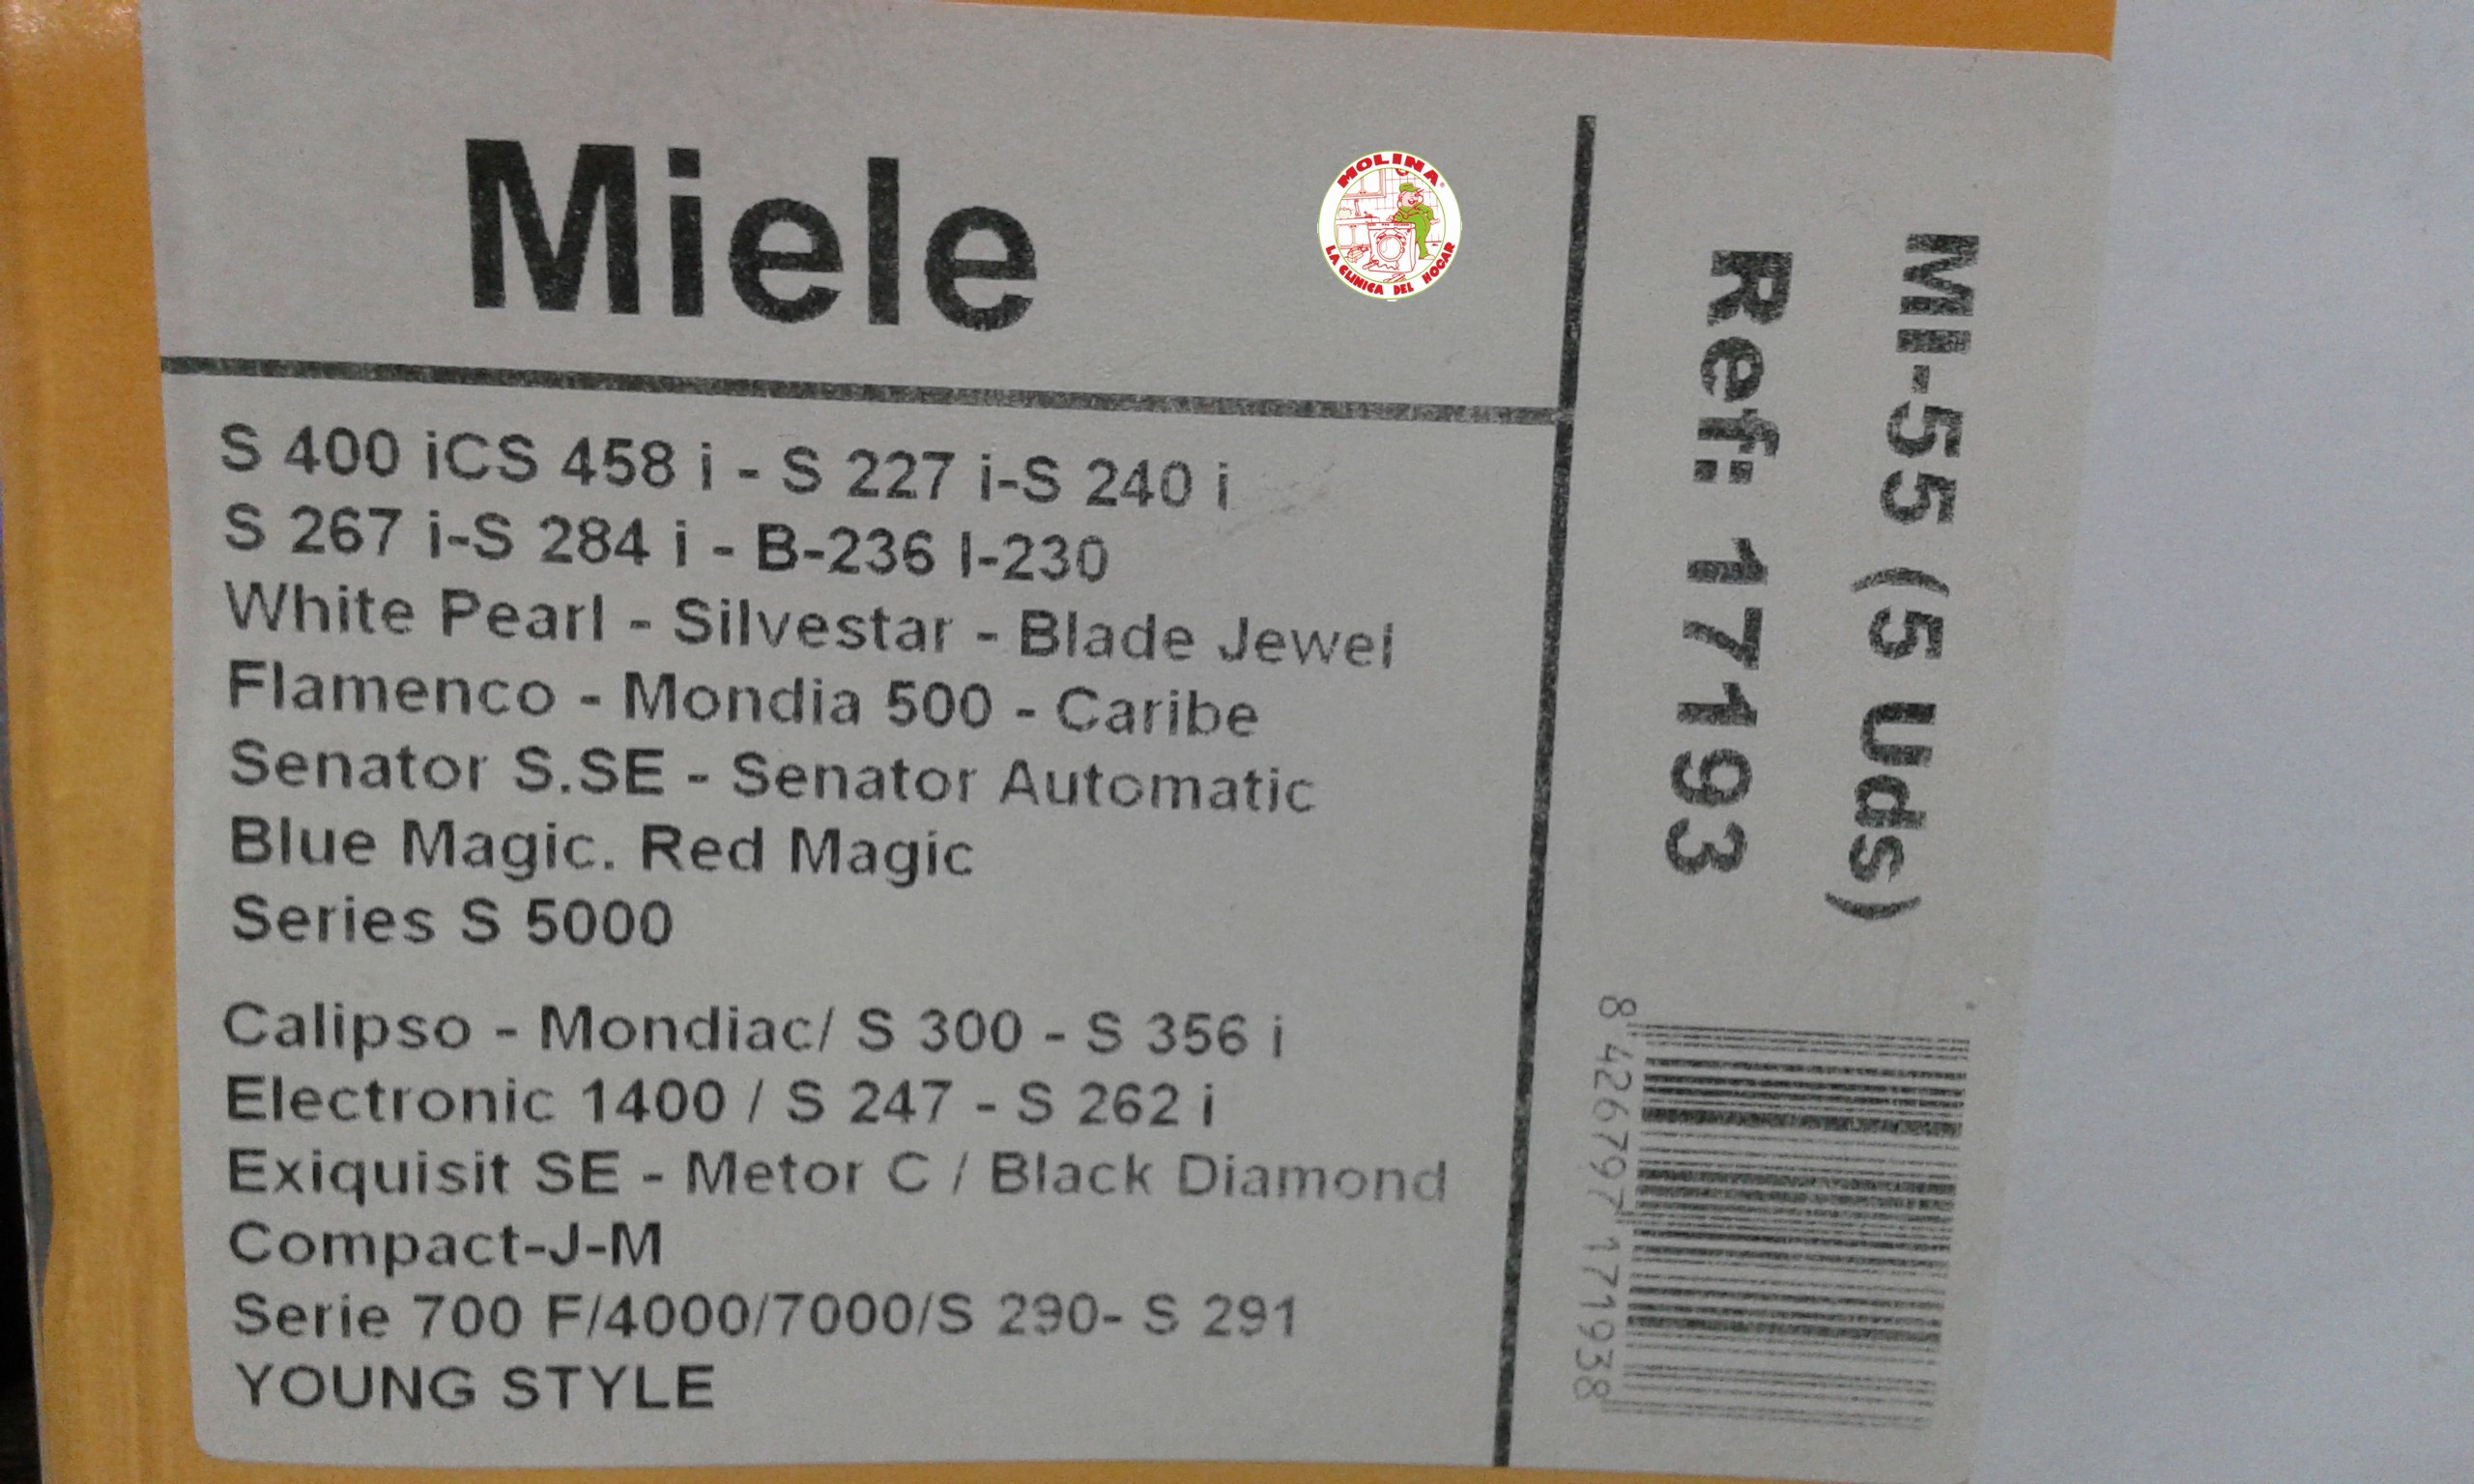 Miele
MOLINA
LA CLINICA DEL HOGAR
S 400 iCS 458 i - S 227 i-S 240 i
S 267 i-S 284 i - B-236 I-230
White Pearl - Silvestar - Blade Jewel
Flamenco - Mondia 500 - Caribe
Senator S.SE - Senator Automatic
Blue Magic. Red Magic
Series S 5000
Calipso - Mondiac/ S 300 - S 356 i
Electronic 1400 / S 247 - S 262 i
Exiquisit SE - Metor C / Black Diamond
Compact-J-M
Serie 700 F/4000/7000/S 290- S 291
YOUNG STYLE
MI-55 (5 Uds)
Ref: 17193
8 426797 171938